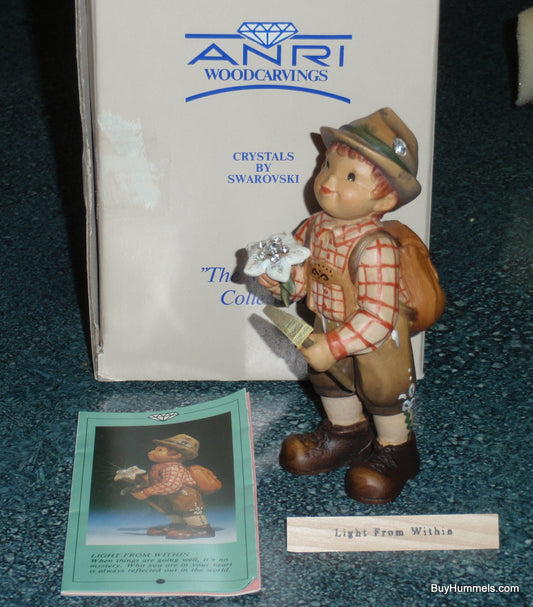 ANRI
WOODCARVINGS
CRYSTALS
BY
SWAROVSKI
"The
LIGHT FROM WITHIN
When things are going well, it's no
mystery. Who you are in your heart
is always reflected out in the world.
Light From Within
BuyHummels.com